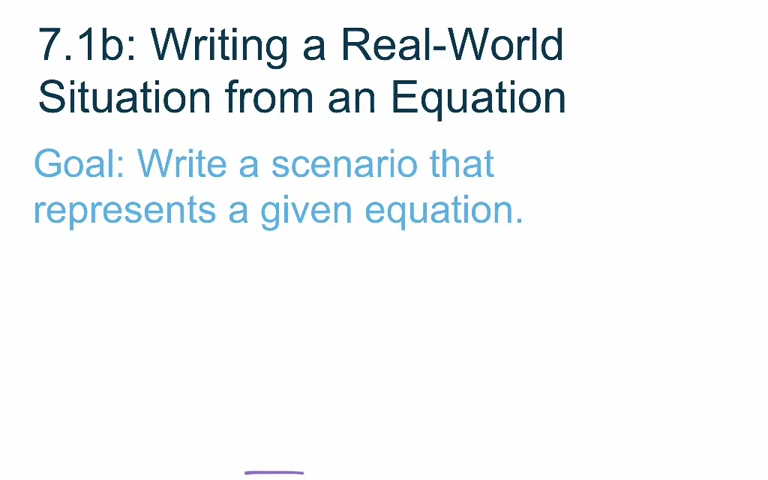 7.1b: Writing a Real-World
Situation from an Equation
Goal: Write a scenario that
represents a given equation.